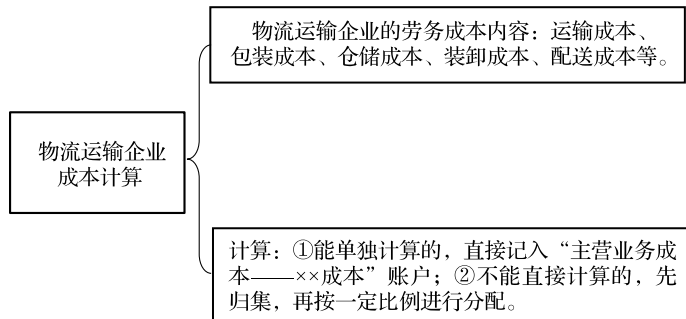 物流运输企业的劳务成本内容：运输成本、
包装成本、仓储成本、装卸成本、配送成本等。
物流运输企业
成本计算
计算：①能单独计算的，直接记入“主营业务成
本——××成本”账户；②不能直接计算的，先
归集，再按一定比例进行分配。